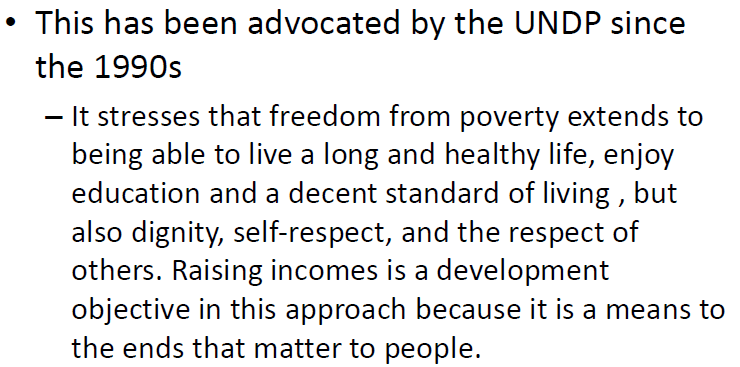 • This has been advocated by the UNDP since
the 1990s
– It stresses that freedom from poverty extends to
being able to live a long and healthy life, enjoy
education and a decent standard of living , but
also dignity, self-respect, and the respect of
others. Raising incomes is a development
objective in this approach because it is a means to
the ends that matter to people.